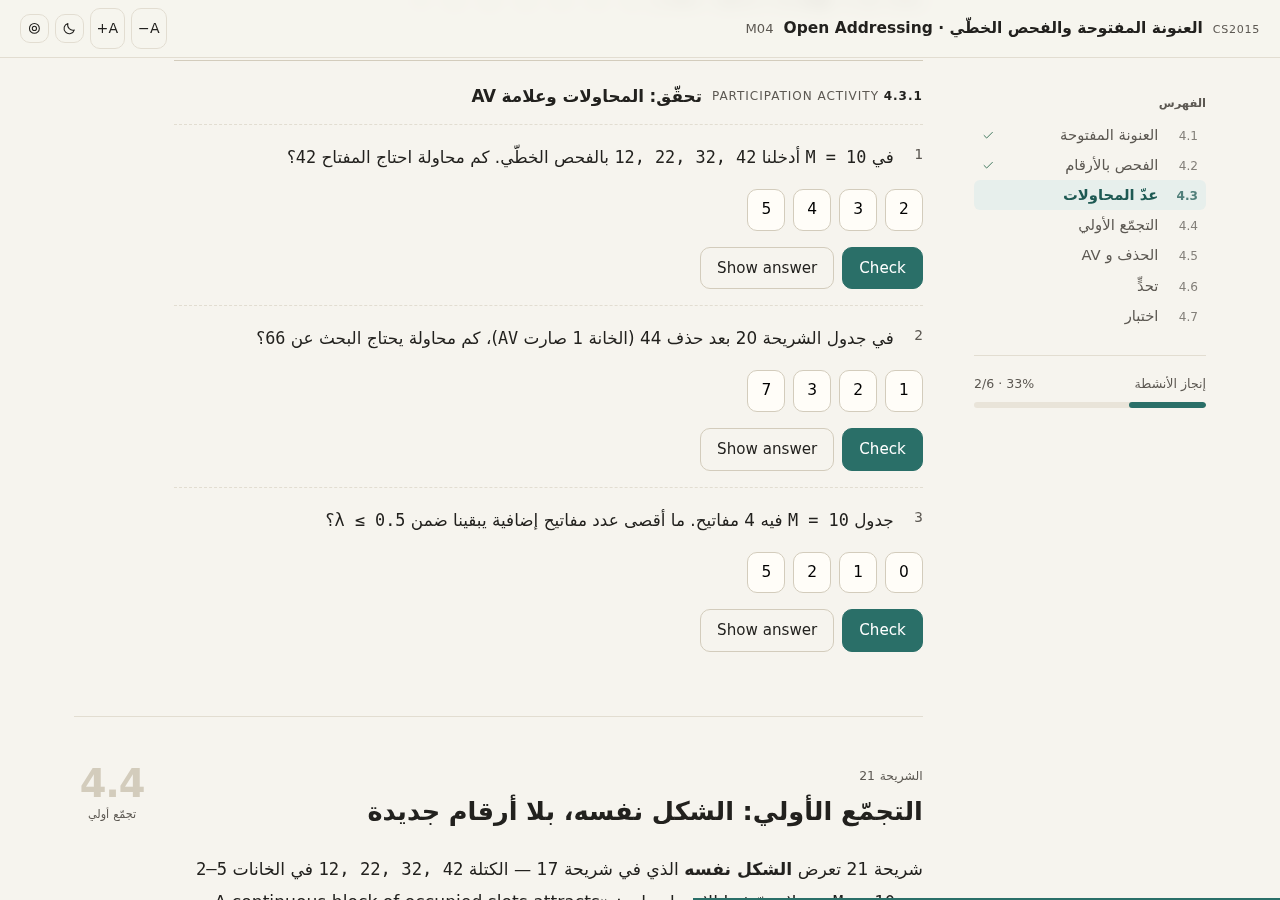 CS2015 العنونة المفتوحة والفحص الخطّي · Open Addressing M04
A− A+
الفهرس
4.1 العنونة المفتوحة ✓
4.2 الفحص بالأرقام ✓
4.3 عدّ المحاولات
4.4 التجمّع الأولي
4.5 الحذف و AV
4.6 تحدٍّ
4.7 اختبار
إنجاز الأنشطة 2/6 · 33%
4.3.1 PARTICIPATION ACTIVITY تحقّق: المحاولات وعلامة AV
1 في M = 10 أدخلنا 12, 22, 32, 42 بالفحص الخطّي. كم محاولة احتاج المفتاح 42؟
2 3 4 5
Check Show answer
2 في جدول الشريحة 20 بعد حذف 44 (الخانة 1 صارت AV)، كم محاولة يحتاج البحث عن 66؟
1 2 3 7
Check Show answer
3 جدول M = 10 فيه 4 مفاتيح. ما أقصى عدد مفاتيح إضافية يبقينا ضمن λ ≤ 0.5؟
0 1 2 5
Check Show answer
4.4
تجمّع أولي
الشريحة 21
التجمّع الأولي: الشكل نفسه، بلا أرقام جديدة
شريحة 21 تعرض الشكل نفسه الذي في شريحة 17 — الكتلة 12, 22, 32, 42 في الخانات 2–5
A continuous block of occupied slots attracts